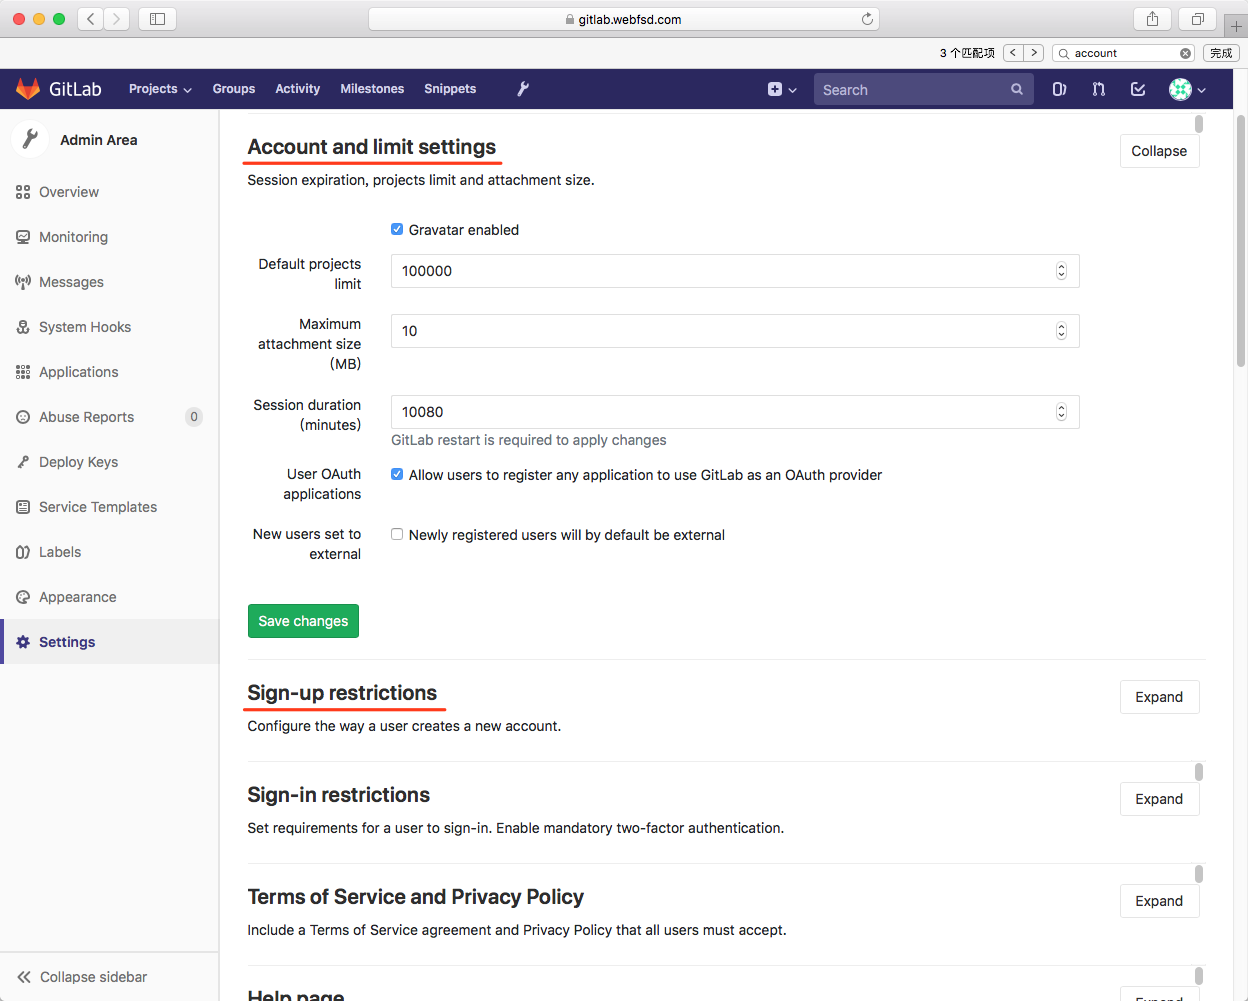 gitlab.webfsd.com
3 个匹配项
account
完成
GitLab
Projects
Groups
Activity
Milestones
Snippets
Search
Admin Area
Overview
Monitoring
Messages
System Hooks
Applications
Abuse Reports
0
Deploy Keys
Service Templates
Labels
Appearance
Settings
Collapse sidebar
Account and limit settings
Collapse
Session expiration, projects limit and attachment size.
Gravatar enabled
Default projects
limit
100000
Maximum
attachment size
(MB)
10
Session duration
(minutes)
10080
GitLab restart is required to apply changes
User OAuth
applications
Allow users to register any application to use GitLab as an OAuth provider
New users set to
external
Newly registered users will by default be external
Save changes
Sign-up restrictions
Expand
Configure the way a user creates a new account.
Sign-in restrictions
Expand
Set requirements for a user to sign-in. Enable mandatory two-factor authentication.
Terms of Service and Privacy Policy
Expand
Include a Terms of Service agreement and Privacy Policy that all users must accept.
Help page
Expand